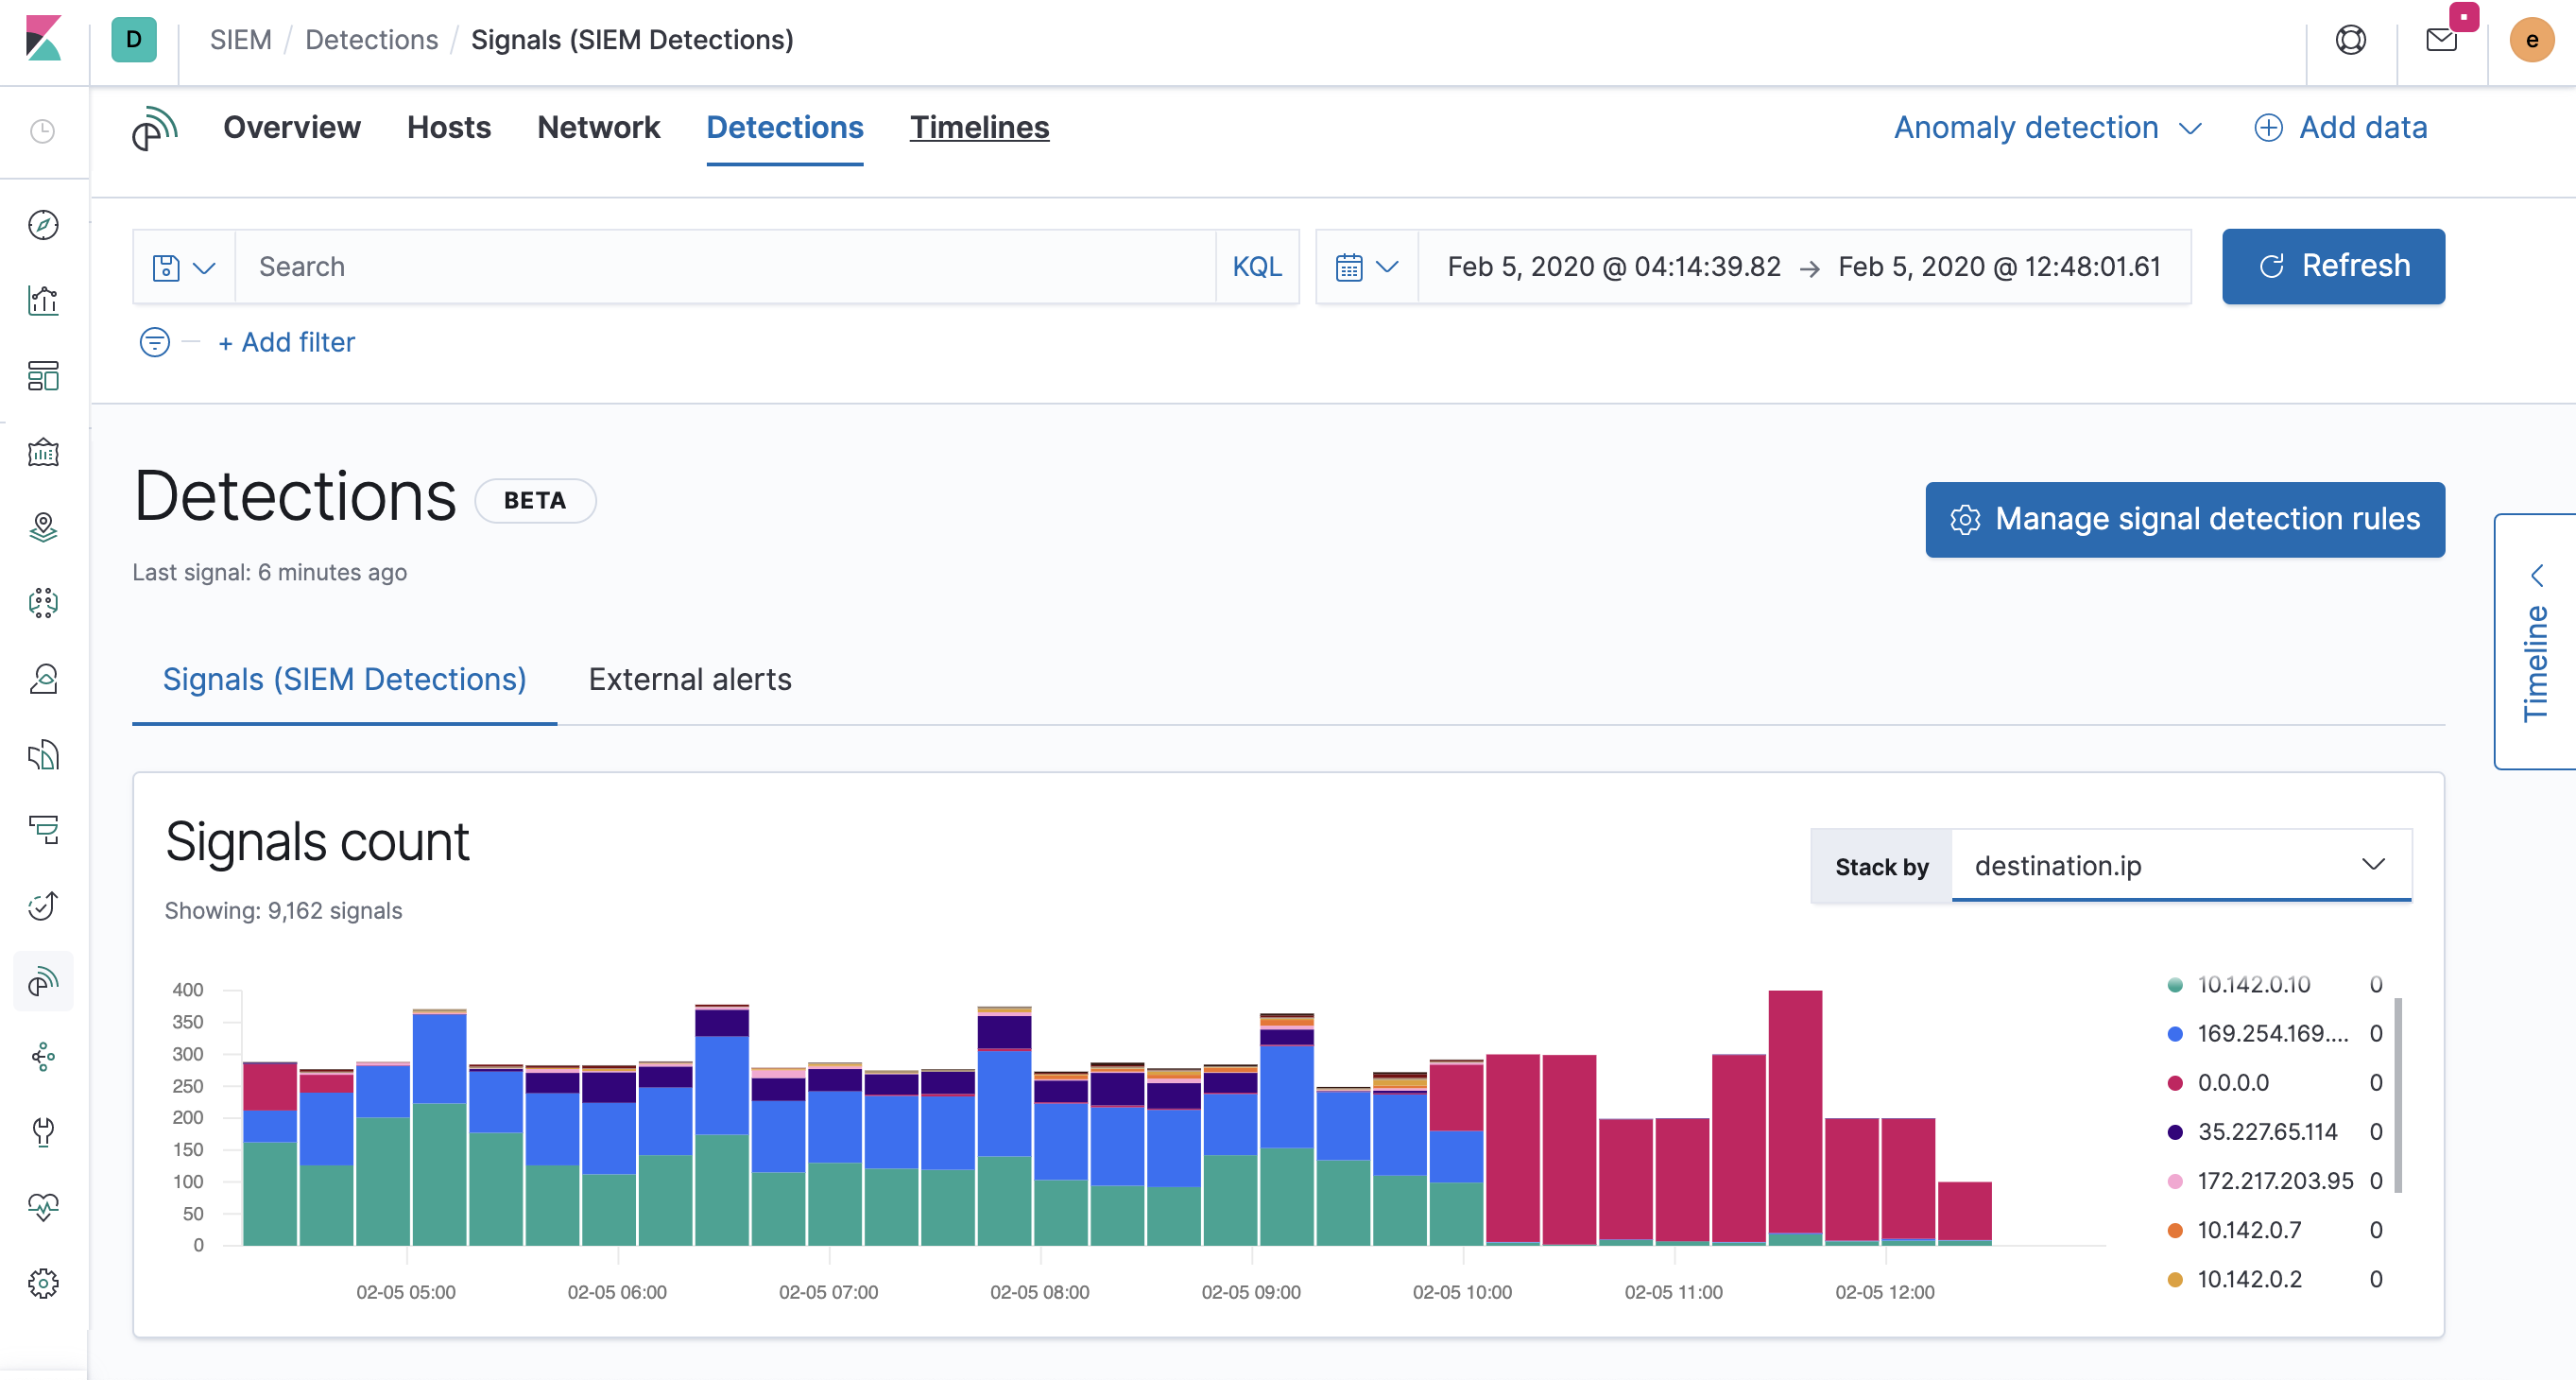 D SIEM / Detections / Signals (SIEM Detections) e
Overview Hosts Network Detections Timelines Anomaly detection Add data
Search KQL Feb 5, 2020 @ 04:14:39.82 → Feb 5, 2020 @ 12:48:01.61 Refresh
+ Add filter
Detections BETA
Manage signal detection rules
Last signal: 6 minutes ago
Timeline
Signals (SIEM Detections) External alerts
Signals count
Stack by destination.ip
Showing: 9,162 signals
400
350
300
250
200
150
100
50
0
02-05 05:00 02-05 06:00 02-05 07:00 02-05 08:00 02-05 09:00 02-05 10:00 02-05 11:00 02-05 12:00
10.142.0.10 0
169.254.169.... 0
0.0.0.0 0
35.227.65.114 0
172.217.203.95 0
10.142.0.7 0
10.142.0.2 0